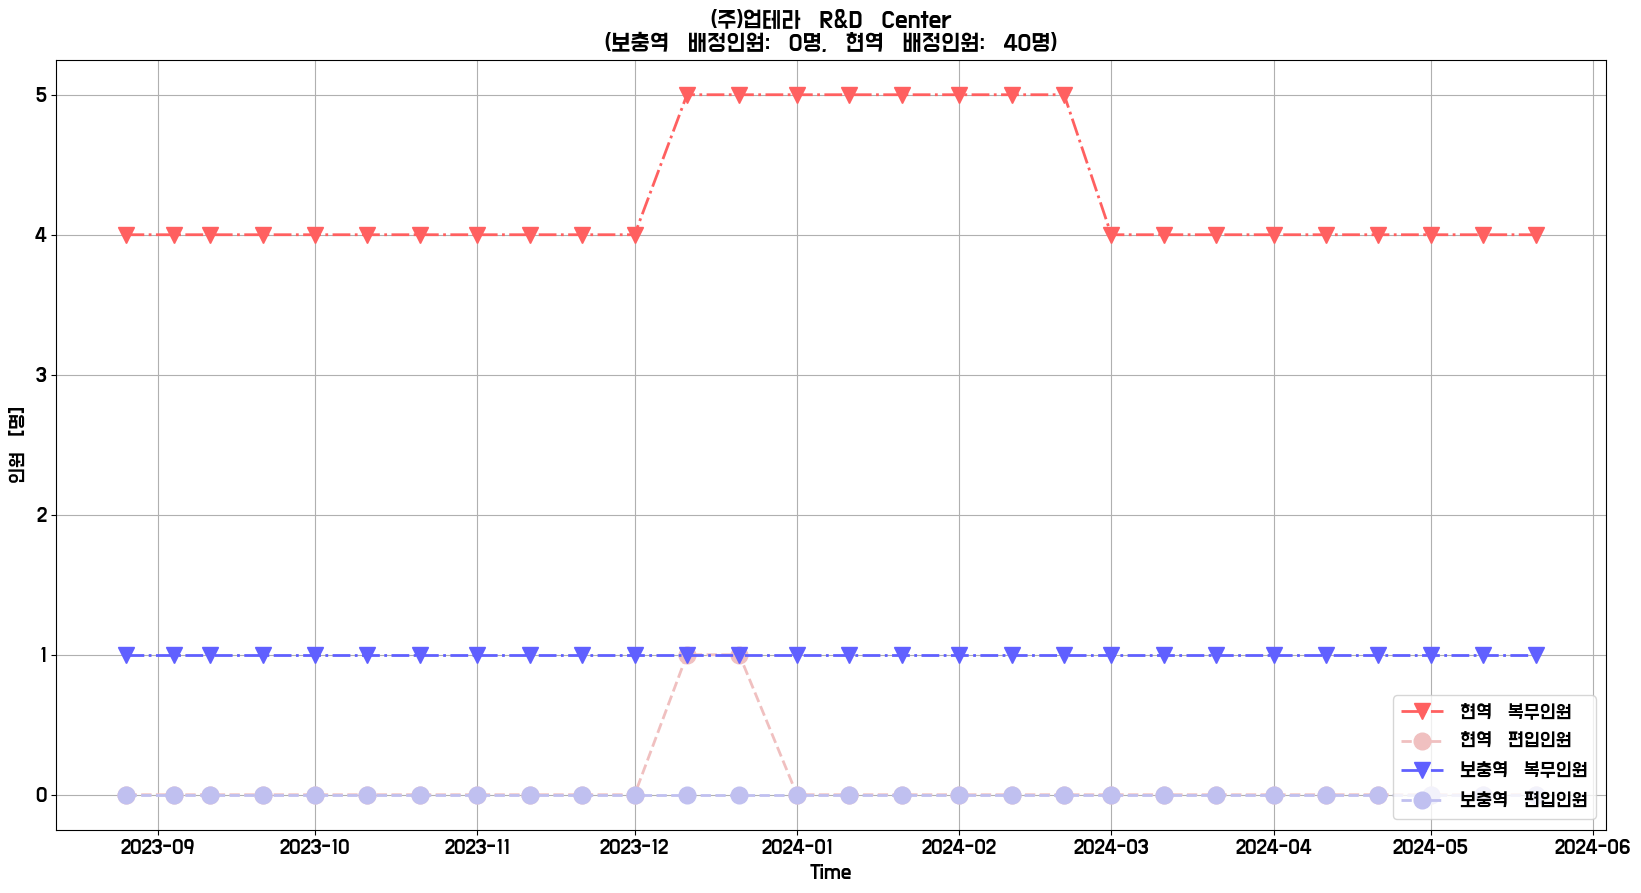 (주)업테라 R&D Center
(보충역 배정인원: 0명, 현역 배정인원: 40명)
5
4
3
2
1
0
인원 [명]
2023-09 2023-10 2023-11 2023-12 2024-01 2024-02 2024-03 2024-04 2024-05 2024-06
Time
현역 복무인원
현역 편입인원
보충역 복무인원
보충역 편입인원